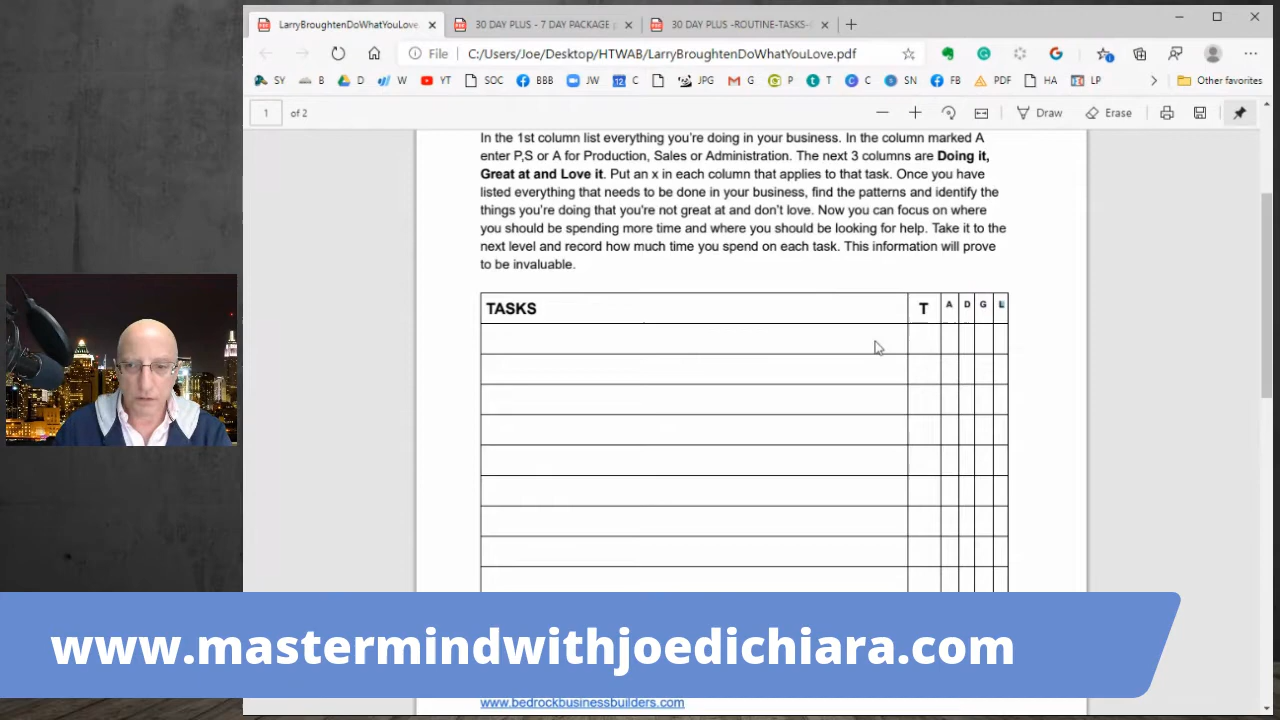 LarryBroughtenDoWhatYouLove
30 DAY PLUS - 7 DAY PACKAGE
30 DAY PLUS -ROUTINE-TASKS-
File
C:/Users/Joe/Desktop/HTWAB/LarryBroughtenDoWhatYouLove.pdf
SY B D W YT SOC BBB JW 12 C JPG G P T C SN FB PDF HA LP Other favorites
1 of 2
Draw Erase
In the 1st column list everything you're doing in your business. In the column marked A
enter P,S or A for Production, Sales or Administration. The next 3 columns are Doing it,
Great at and Love it. Put an x in each column that applies to that task. Once you have
listed everything that needs to be done in your business, find the patterns and identify the
things you're doing that you're not great at and don't love. Now you can focus on where
you should be spending more time and where you should be looking for help. Take it to the
next level and record how much time you spend on each task. This information will prove
to be invaluable.
TASKS T A D G L
www.mastermindwithjoedichiara.com
www.bedrockbusinessbuilders.com